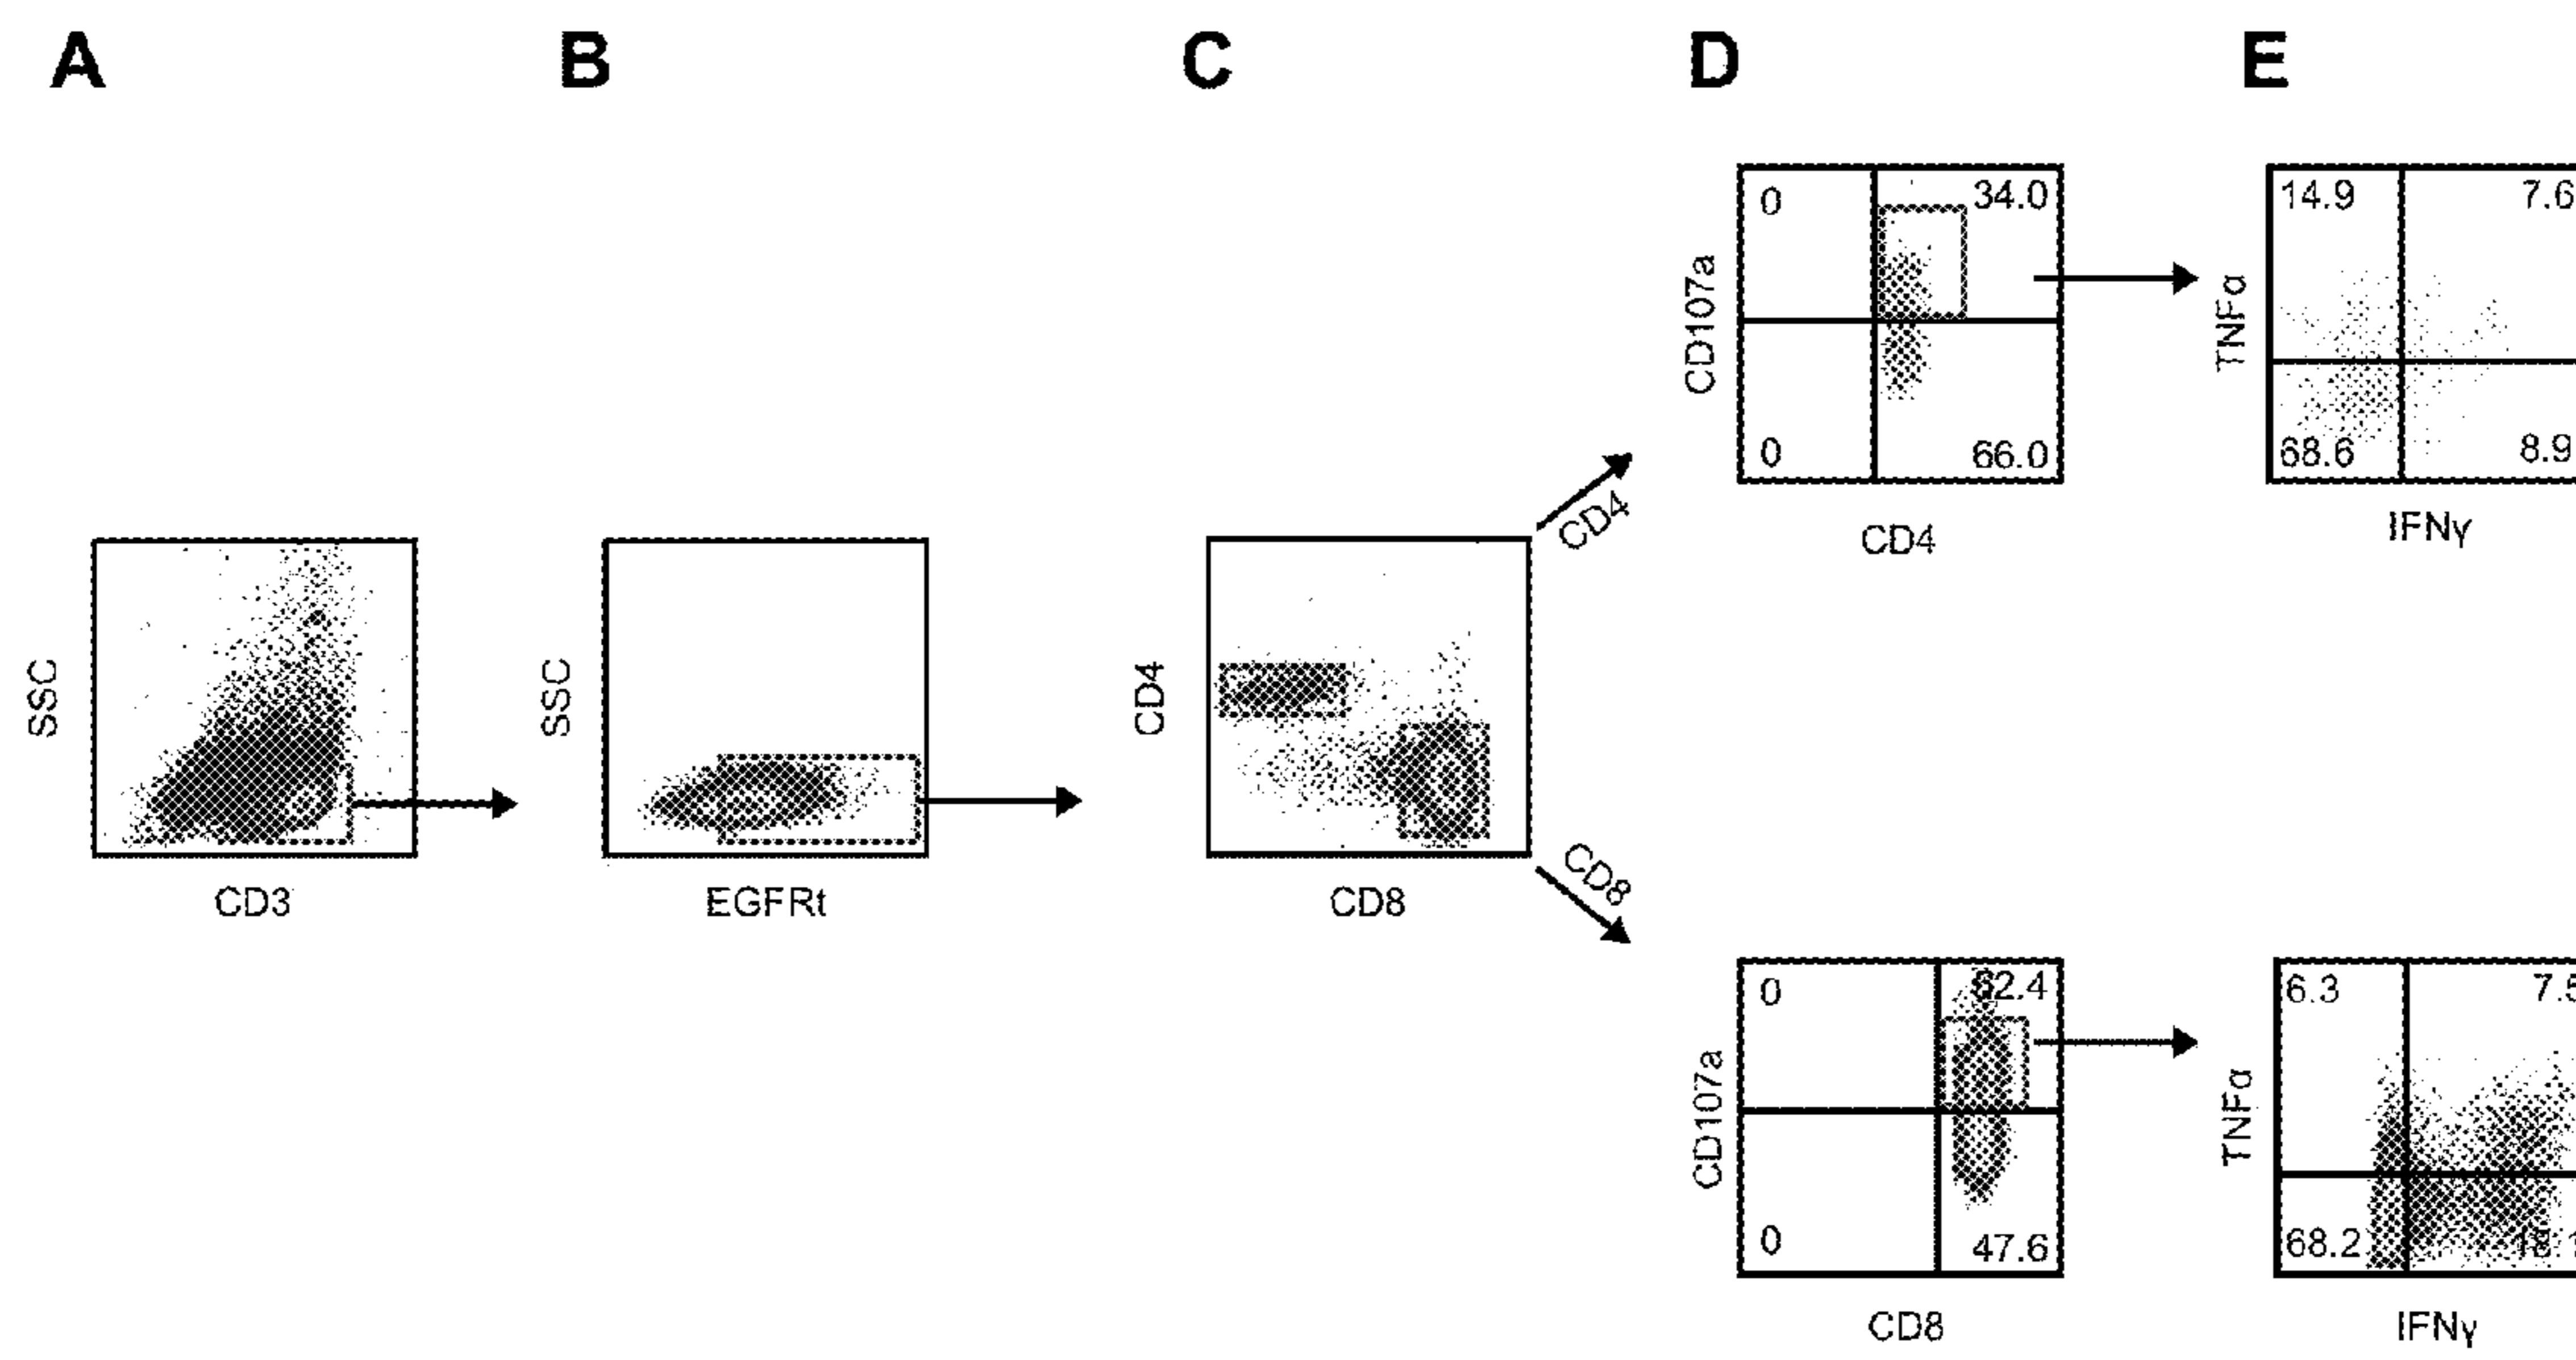 A B C D E
0 34.0
CD107a
0 66.0
CD4
14.9 7.6
TNFα
68.6 8.9
IFNγ
SSC
CD3
SSC
EGFRt
CD4
CD8
CD4
CD8
0 62.4
CD107a
0 47.6
CD8
6.3
TNFα
68.2
IFNγ